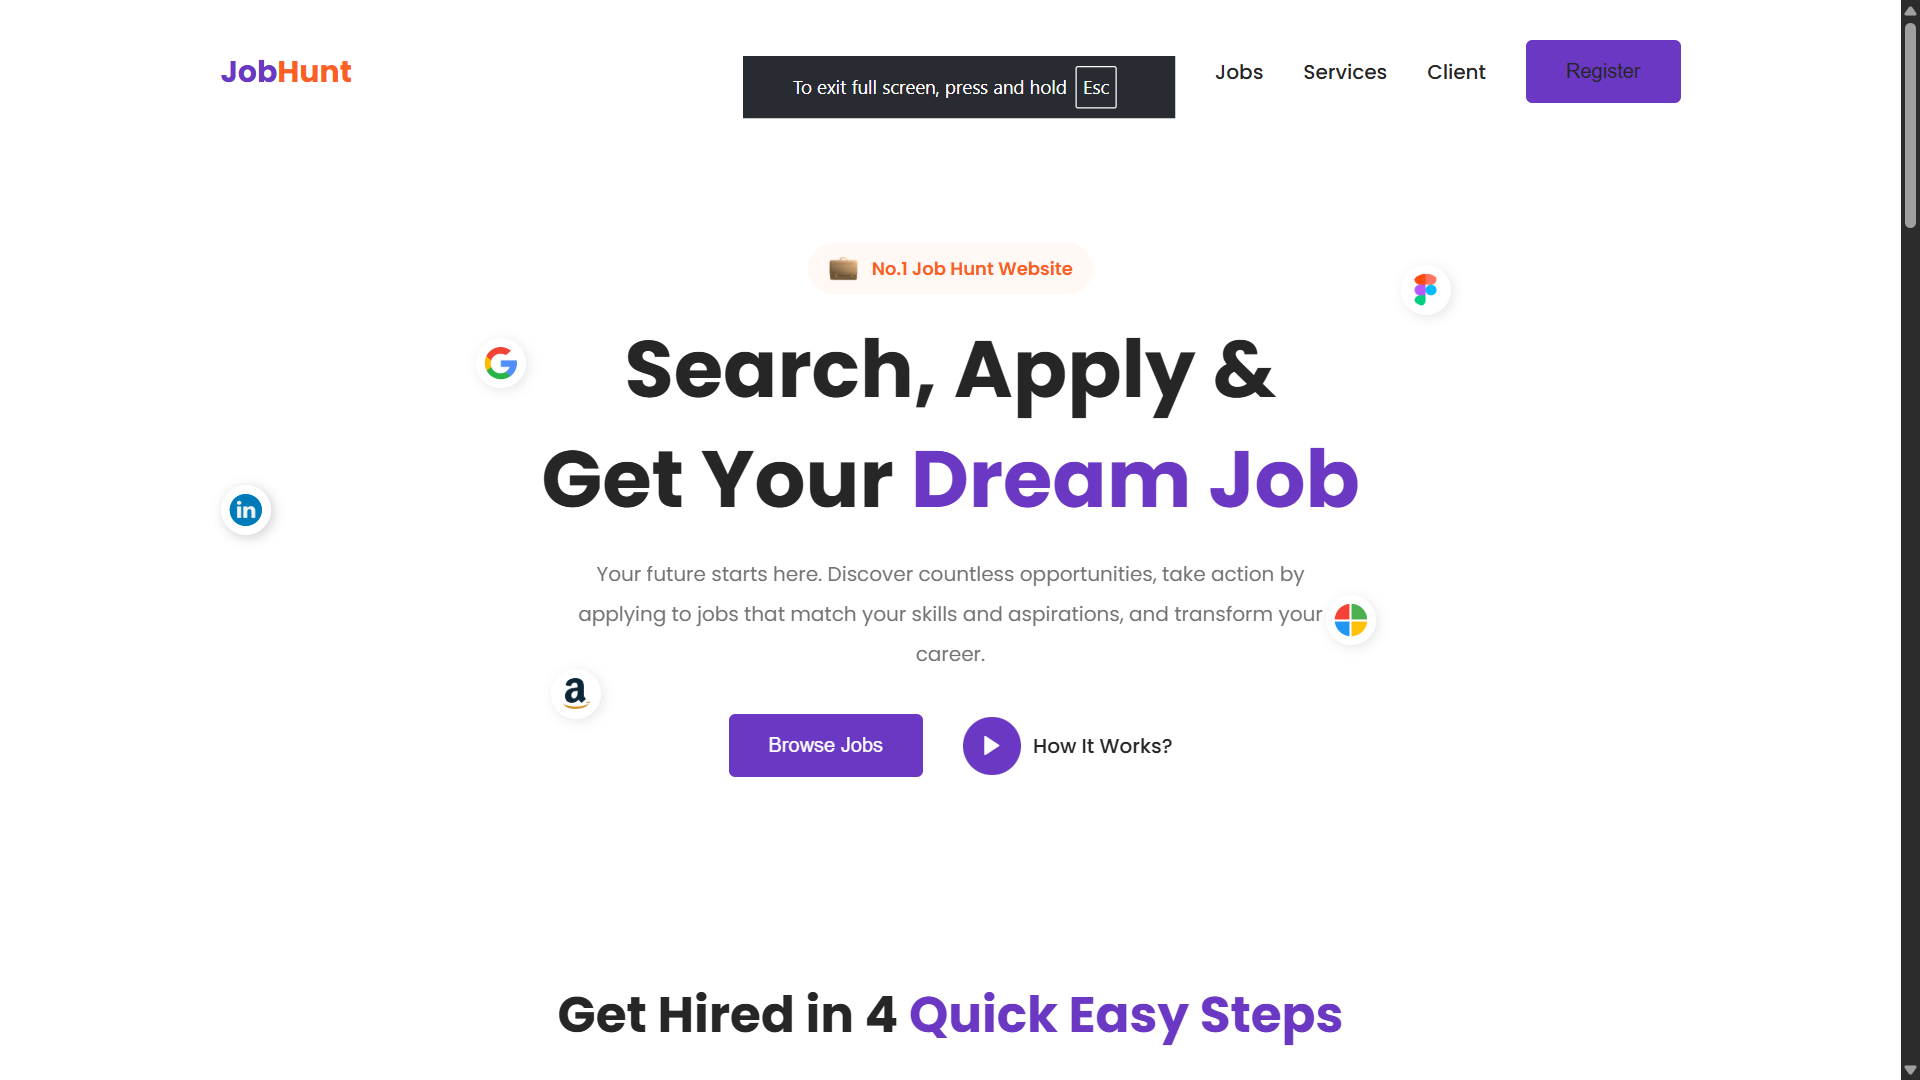 JobHunt
To exit full screen, press and hold Esc
Jobs Services Client Register
No.1 Job Hunt Website
Search, Apply &
Get Your Dream Job
in
Your future starts here. Discover countless opportunities, take action by
applying to jobs that match your skills and aspirations, and transform your
career.
a
Browse Jobs How It Works?
Get Hired in 4 Quick Easy Steps